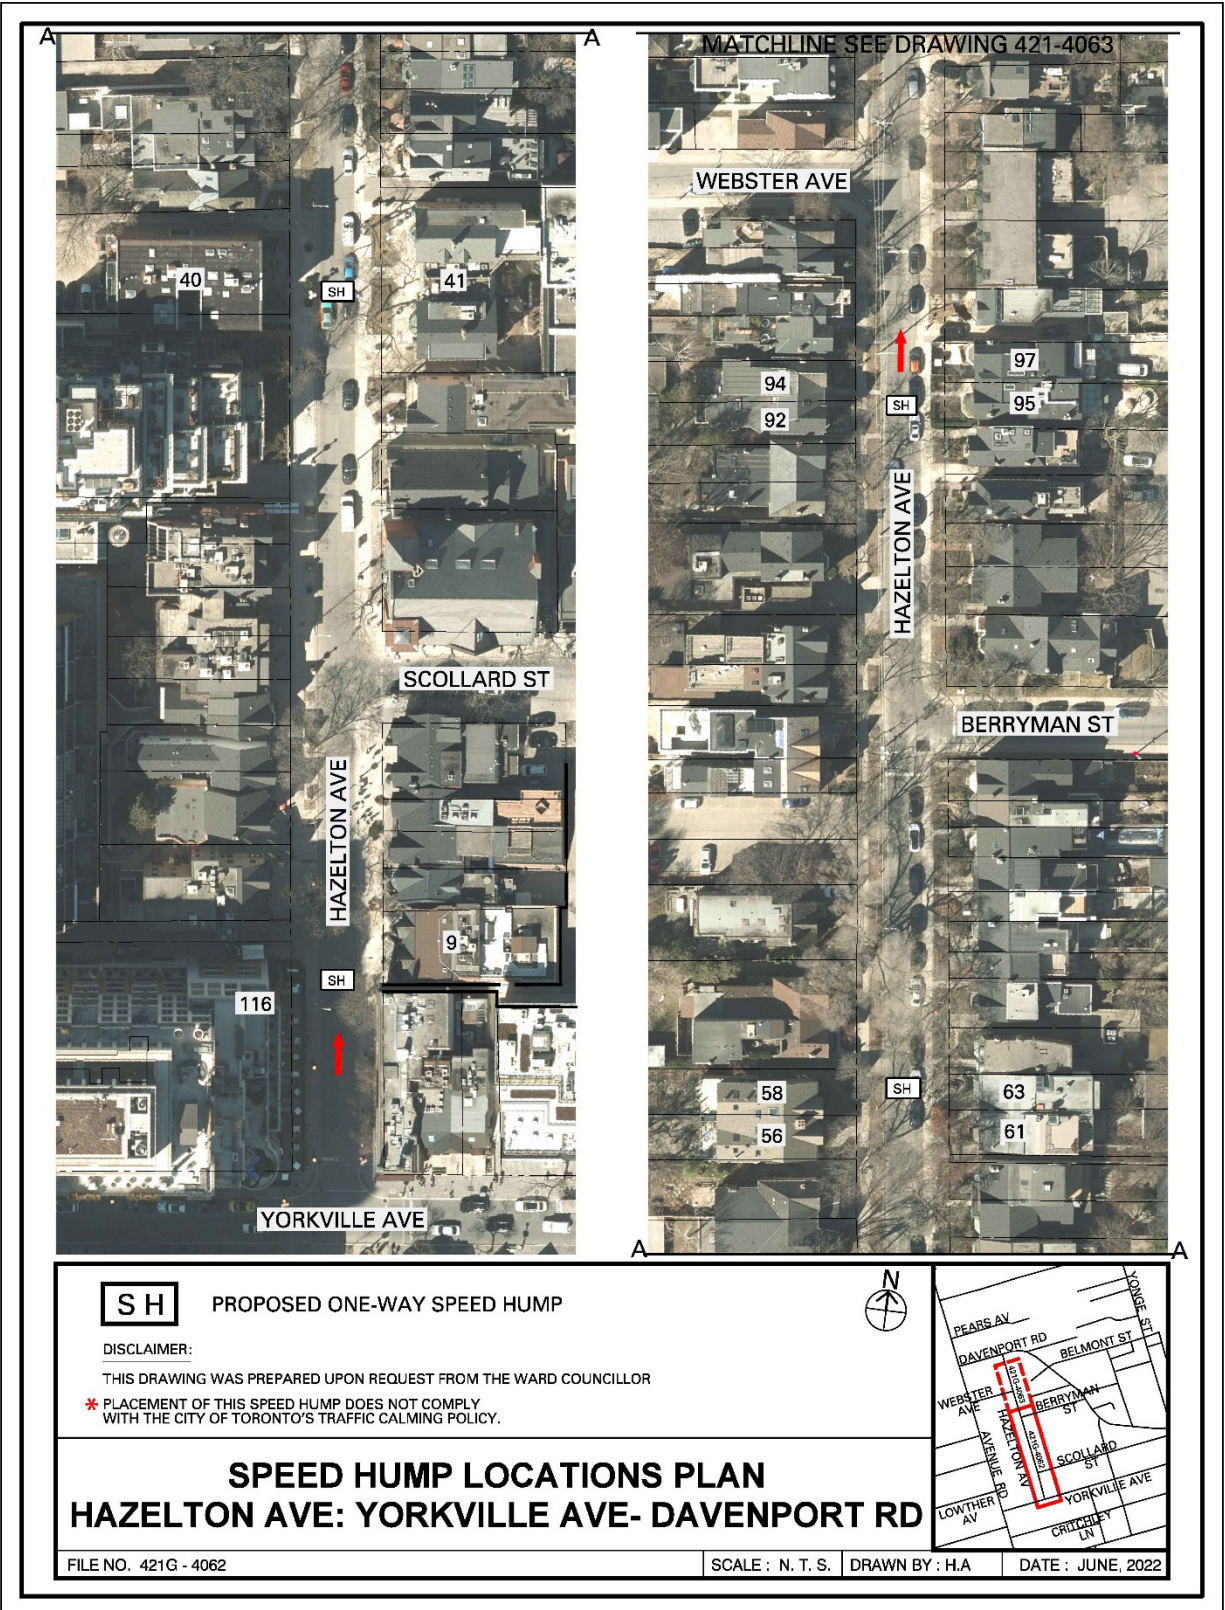 A
A
MATCHLINE SEE DRAWING 421-4063
WEBSTER AVE
40
SH
41
97
94
SH
95
92
HAZELTON AVE
SCOLLARD ST
BERRYMAN ST
HAZELTON AVE
9
SH
116
SH
58
63
56
61
YORKVILLE AVE
A
A
S H
PROPOSED ONE-WAY SPEED HUMP
DISCLAIMER:
THIS DRAWING WAS PREPARED UPON REQUEST FROM THE WARD COUNCILLOR
* PLACEMENT OF THIS SPEED HUMP DOES NOT COMPLY
WITH THE CITY OF TORONTO'S TRAFFIC CALMING POLICY.
N
YONGE ST
PEARS AV
DAVENPORT RD
BELMONT ST
421G-4063
WEBSTER
AVE
BERRYMAN
ST
HAZELTON AV
421G-4062
AVENUE RD
SCOLLARD
ST
YORKVILLE AVE
LOWTHER
AV
CRITCHLEY
LN
SPEED HUMP LOCATIONS PLAN
HAZELTON AVE: YORKVILLE AVE- DAVENPORT RD
FILE NO. 421G - 4062
SCALE : N. T. S.
DRAWN BY : H.A
DATE : JUNE, 2022